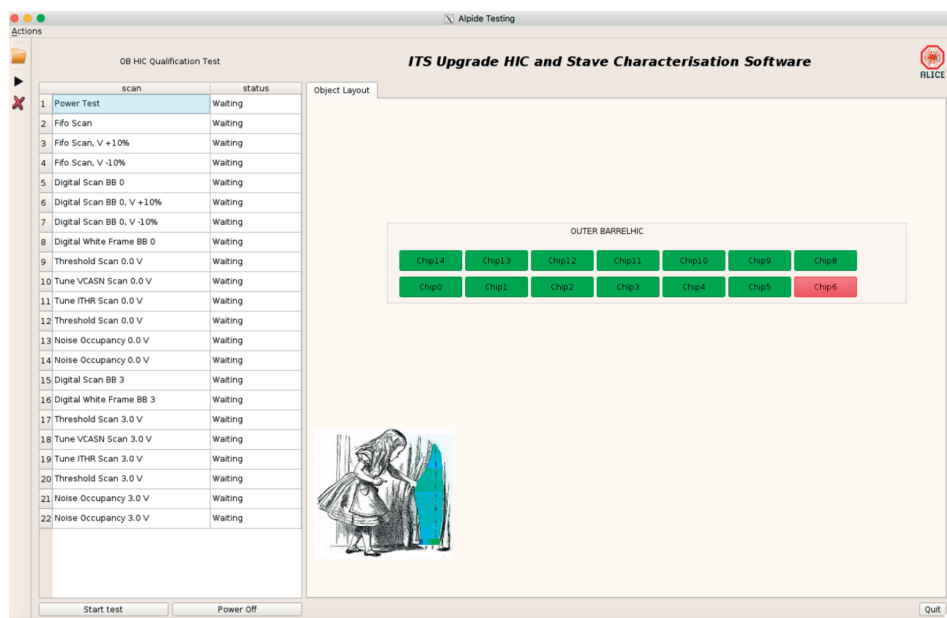 Alpide Testing
Actions
OB HIC Qualification Test
ITS Upgrade HIC and Stave Characterisation Software
ALICE
scan status
Object Layout
1 Power Test Waiting
2 Fifo Scan Waiting
3 Fifo Scan, V +10% Waiting
4 Fifo Scan, V -10% Waiting
5 Digital Scan BB 0 Waiting
6 Digital Scan BB 0, V +10% Waiting
7 Digital Scan BB 0, V -10% Waiting
8 Digital White Frame BB 0 Waiting
9 Threshold Scan 0.0 V Waiting
10 Tune VCASN Scan 0.0 V Waiting
11 Tune ITHR Scan 0.0 V Waiting
12 Threshold Scan 0.0 V Waiting
13 Noise Occupancy 0.0 V Waiting
14 Noise Occupancy 0.0 V Waiting
15 Digital Scan BB 3 Waiting
16 Digital White Frame BB 3 Waiting
17 Threshold Scan 3.0 V Waiting
18 Tune VCASN Scan 3.0 V Waiting
19 Tune ITHR Scan 3.0 V Waiting
20 Threshold Scan 3.0 V Waiting
21 Noise Occupancy 3.0 V Waiting
22 Noise Occupancy 3.0 V Waiting
OUTER BARRELHIC
Chip14 Chip13 Chip12 Chip11 Chip10 Chip9 Chip8
Chip0 Chip1 Chip2 Chip3 Chip4 Chip5 Chip6
Start test Power Off Quit